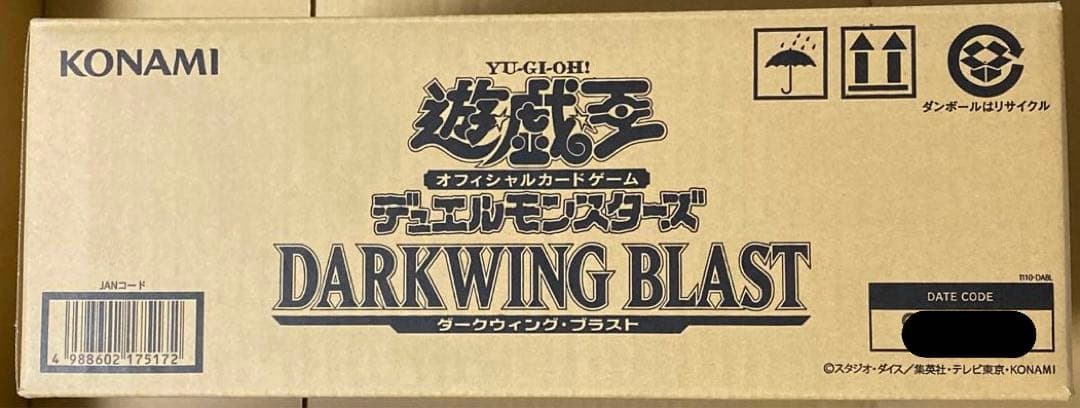 KONAMI
YU-GI-OH!
遊戯王
オフィシャルカードゲーム
デュエルモンスターズ
DARKWING BLAST
ダークウィング・ブラスト
ダンボールはリサイクル
JANコード
4 988602 175172
1110-DABL
DATE CODE
©スタジオ・ダイス/集英社・テレビ東京・KONAMI